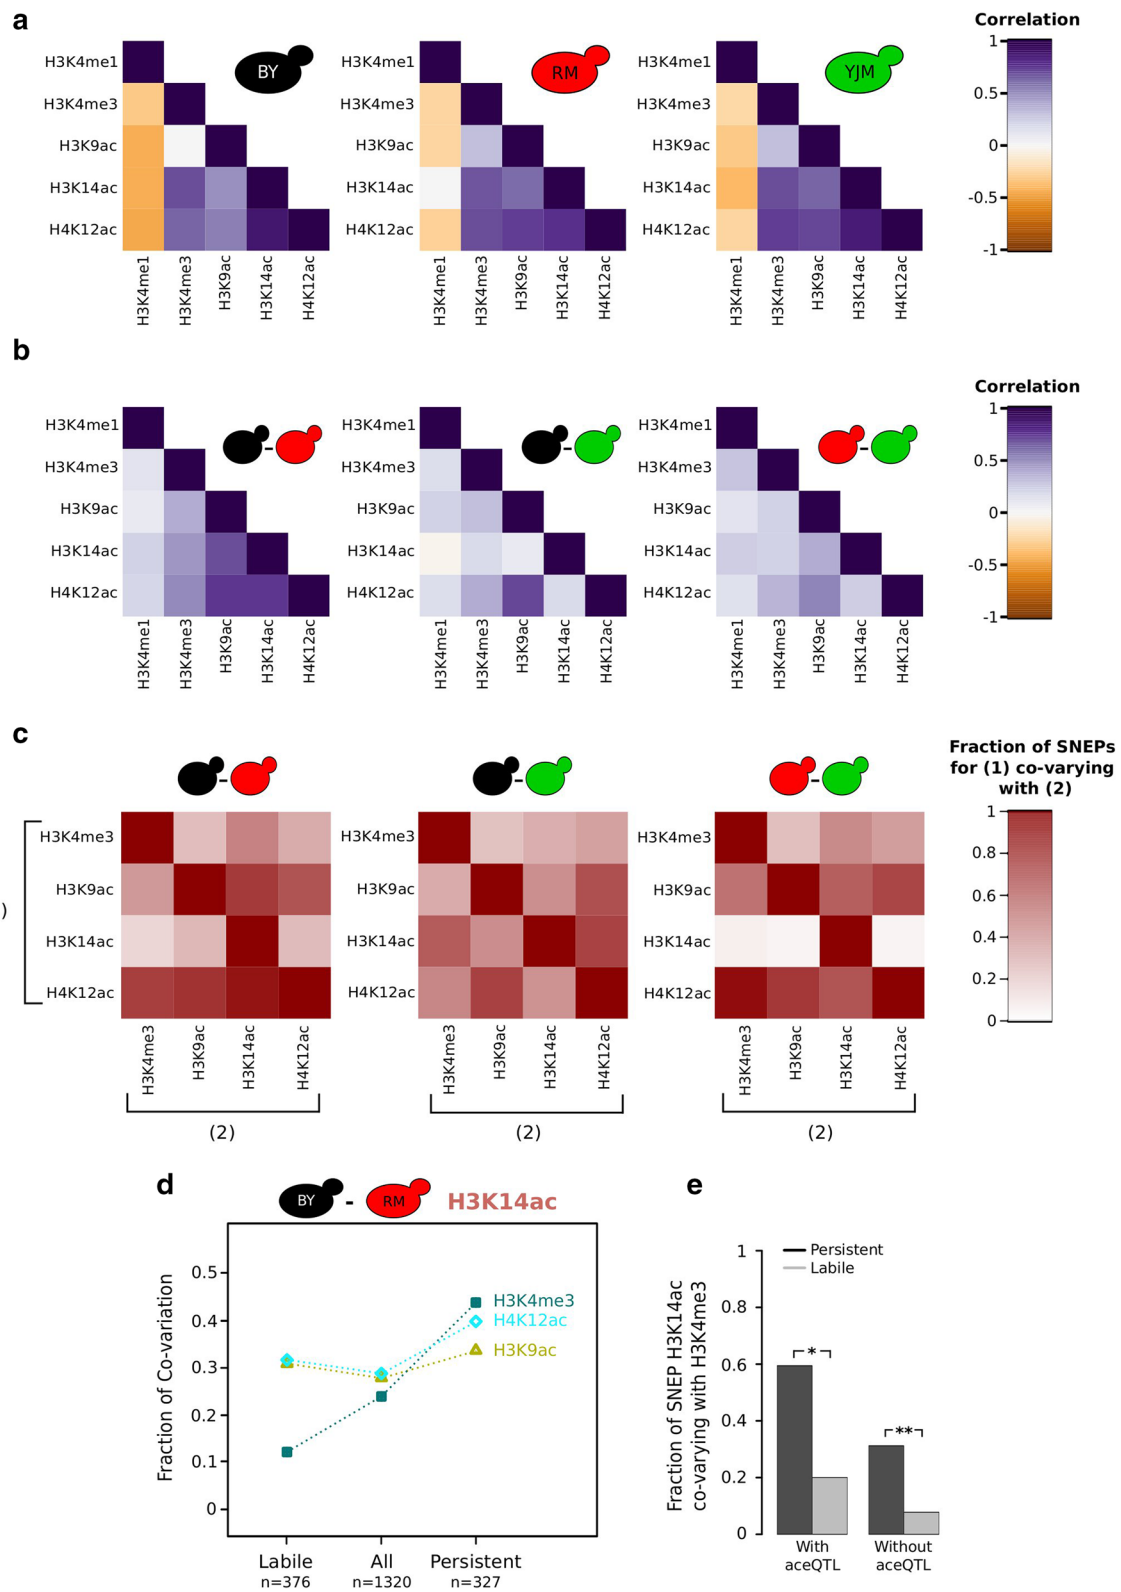 a
Correlation
BY
RM
YJM
H3K4me1
H3K4me3
H3K9ac
H3K14ac
H4K12ac
H3K4me1
H3K4me3
H3K9ac
H3K14ac
H4K12ac
H3K4me1
H3K4me3
H3K9ac
H3K14ac
H4K12ac
1
0.5
0
-0.5
-1
H3K4me1
H3K4me3
H3K9ac
H3K14ac
H4K12ac
H3K4me1
H3K4me3
H3K9ac
H3K14ac
H4K12ac
H3K4me1
H3K4me3
H3K9ac
H3K14ac
H4K12ac
b
Correlation
-
-
-
H3K4me1
H3K4me3
H3K9ac
H3K14ac
H4K12ac
H3K4me1
H3K4me3
H3K9ac
H3K14ac
H4K12ac
H3K4me1
H3K4me3
H3K9ac
H3K14ac
H4K12ac
1
0.5
0
-0.5
-1
H3K4me1
H3K4me3
H3K9ac
H3K14ac
H4K12ac
H3K4me1
H3K4me3
H3K9ac
H3K14ac
H4K12ac
H3K4me1
H3K4me3
H3K9ac
H3K14ac
H4K12ac
c
-
-
-
Fraction of SNEPs
for (1) co-varying
with (2)
)
H3K4me3
H3K9ac
H3K14ac
H4K12ac
H3K4me3
H3K9ac
H3K14ac
H4K12ac
H3K4me3
H3K9ac
H3K14ac
H4K12ac
1
0.8
0.6
0.4
0.2
0
H3K4me3
H3K9ac
H3K14ac
H4K12ac
H3K4me3
H3K9ac
H3K14ac
H4K12ac
H3K4me3
H3K9ac
H3K14ac
H4K12ac
(2)
(2)
(2)
d
BY - RM H3K14ac
Fraction of Co-variation
0.5
0.4
0.3
0.2
0.1
0
H3K4me3
H4K12ac
H3K9ac
Labile
n=376
All
n=1320
Persistent
n=327
e
Fraction of SNEP H3K14ac
co-varying with H3K4me3
1
0.8
0.6
0.4
0.2
0
Persistent
Labile
*
**
With
aceQTL
Without
aceQTL